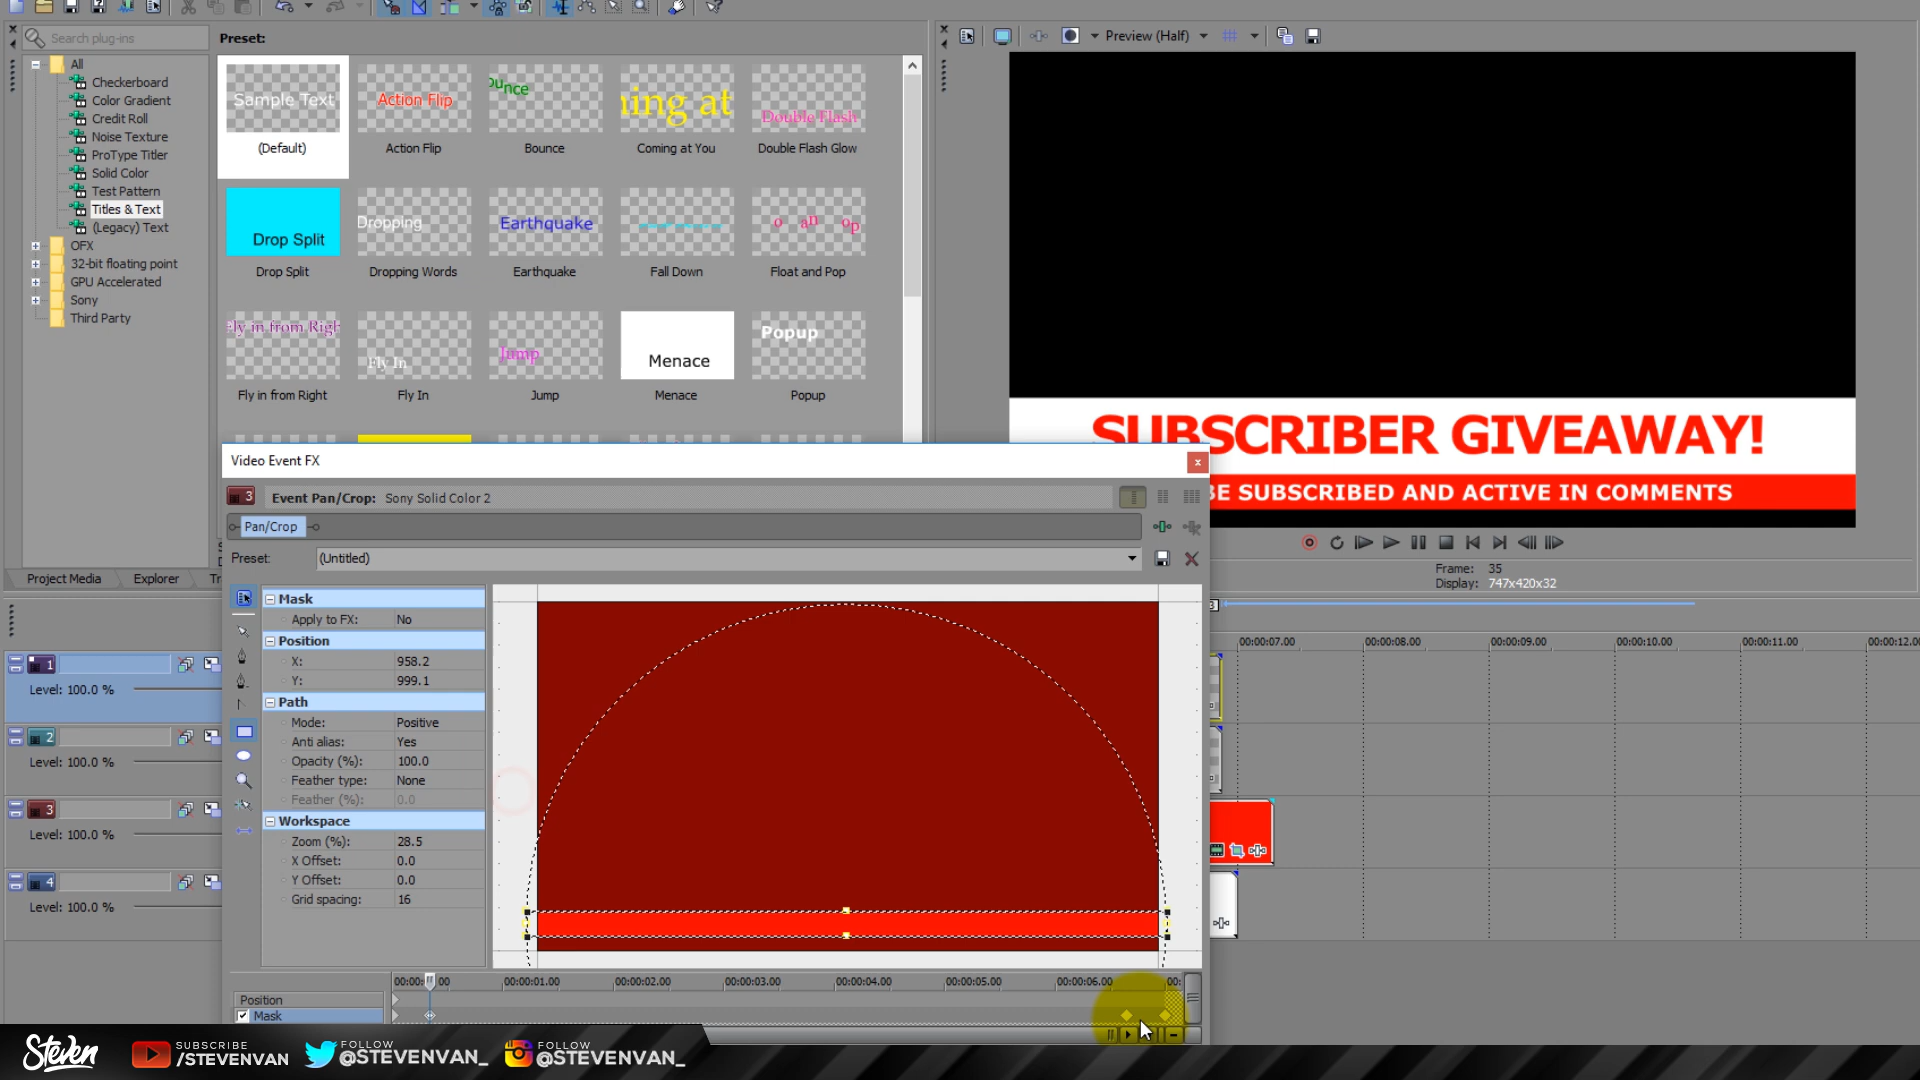 Search plug-ins
Preset:
Preview (Half)
All
Checkerboard
Color Gradient
Credit Roll
Noise Texture
ProType Titler
Solid Color
Test Pattern
Titles & Text
(Legacy) Text
OFX
32-bit floating point
GPU Accelerated
Sony
Third Party
Sample Text
Action Flip
ounce
ning at
Double Flash
(Default)
Action Flip
Bounce
Coming at You
Double Flash Glow
Drop Split
Dropping
Earthquake
o an op
Drop Split
Dropping Words
Earthquake
Fall Down
Float and Pop
Fly in from Righ
Fly In
Jump
Menace
Popup
Fly in from Right
Fly In
Jump
Menace
Popup
SUBSCRIBER GIVEAWAY!
BE SUBSCRIBED AND ACTIVE IN COMMENTS
Frame: 35
Display: 747x420x32
Project Media
Explorer
Tr
Video Event FX
x
3
Event Pan/Crop: Sony Solid Color 2
Pan/Crop
Preset:
(Untitled)
Mask
Apply to FX: No
Position
X: 958.2
Y: 999.1
Path
Mode: Positive
Anti alias: Yes
Opacity (%): 100.0
Feather type: None
Feather (%): 0.0
Workspace
Zoom (%): 28.5
X Offset: 0.0
Y Offset: 0.0
Grid spacing: 16
1
Level: 100.0 %
2
Level: 100.0 %
3
Level: 100.0 %
4
Level: 100.0 %
00:00:07.00
00:00:08.00
00:00:09.00
00:00:10.00
00:00:11.00
00:00:12.00
00:00: 00
00:00:01.00
00:00:02.00
00:00:03.00
00:00:04.00
00:00:05.00
00:00:06.00
00:
Position
Mask
Steven
SUBSCRIBE
/STEVENVAN
FOLLOW
@STEVENVAN_
FOLLOW
@STEVENVAN_